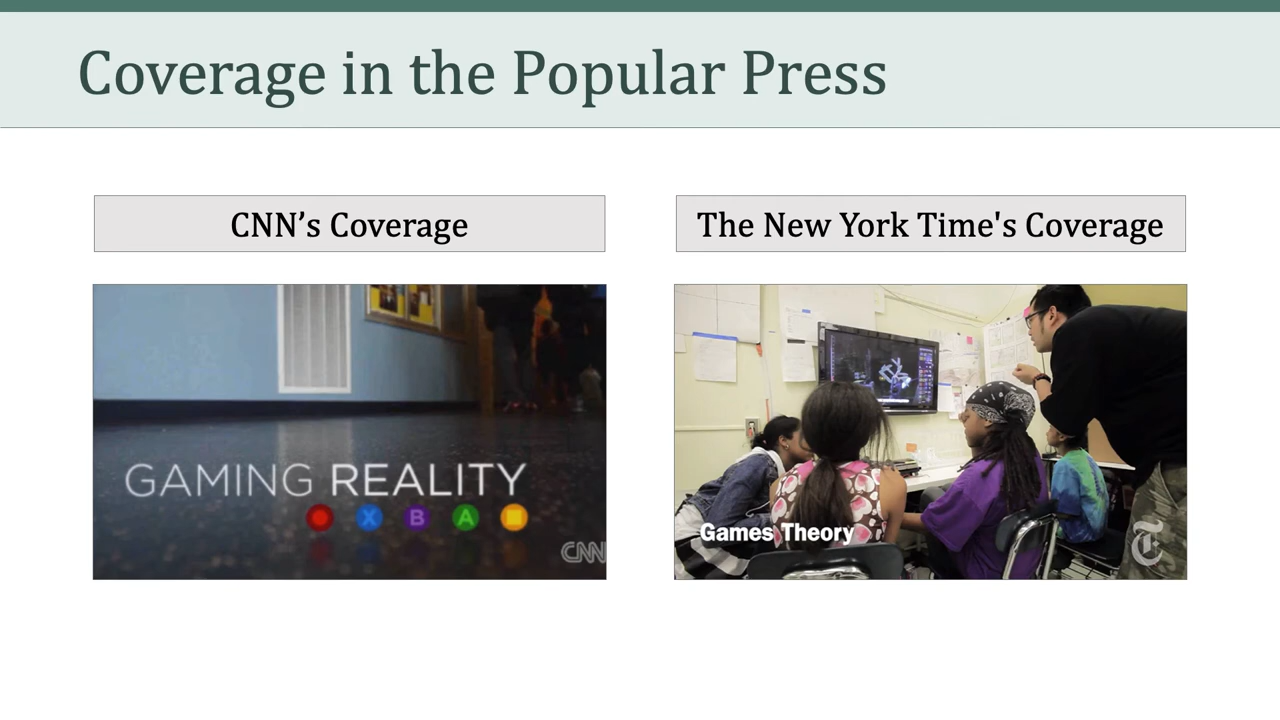 Coverage in the Popular Press
CNN’s Coverage
The New York Time's Coverage
GAMING REALITY
X B A
CNN
Games Theory
T